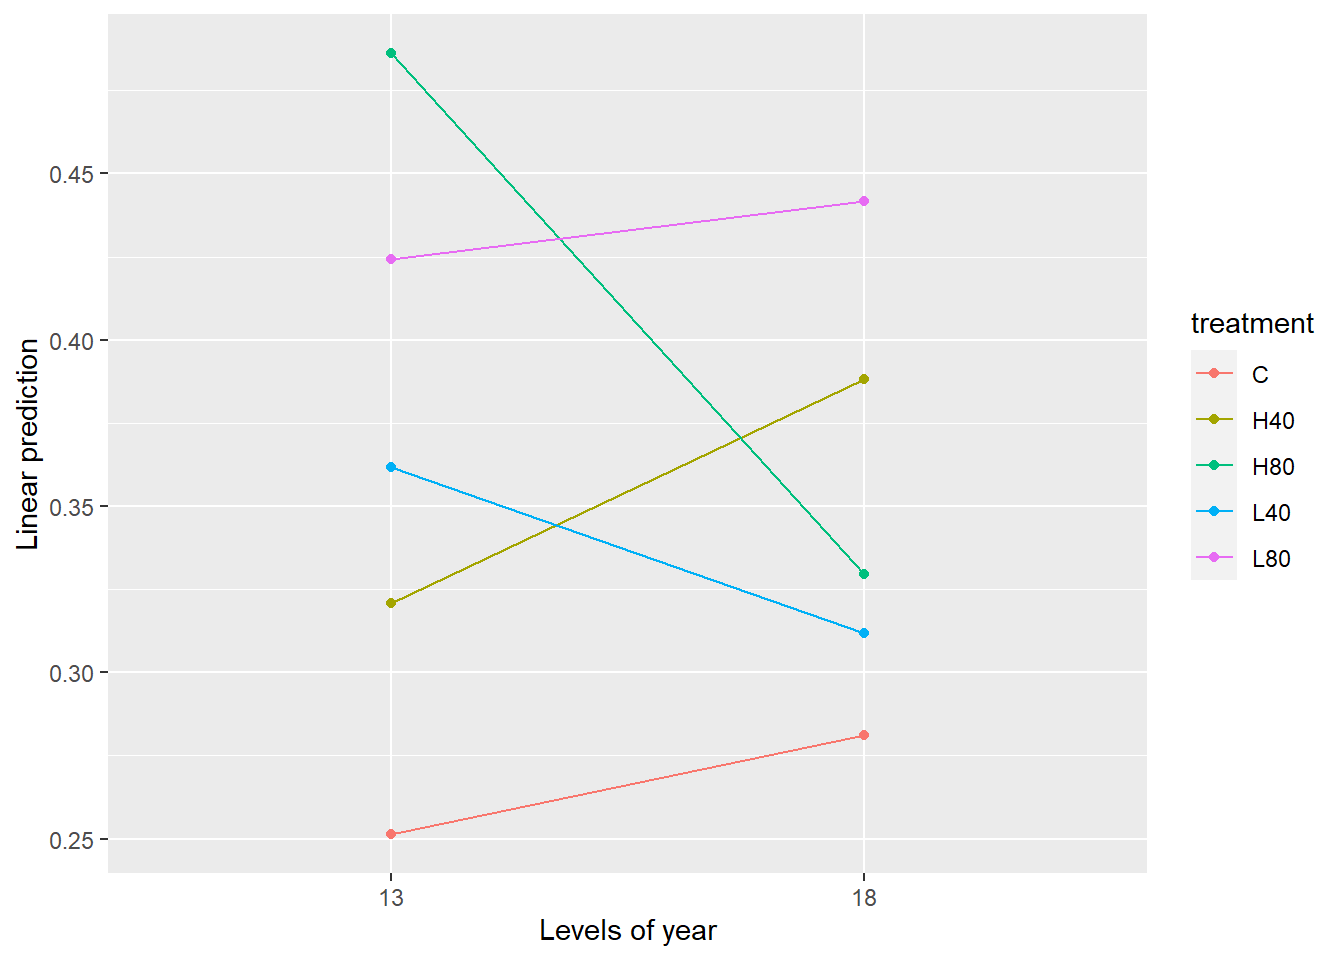 0.45
0.40
0.35
0.30
0.25
Linear prediction
13
18
Levels of year
treatment
C
H40
H80
L40
L80